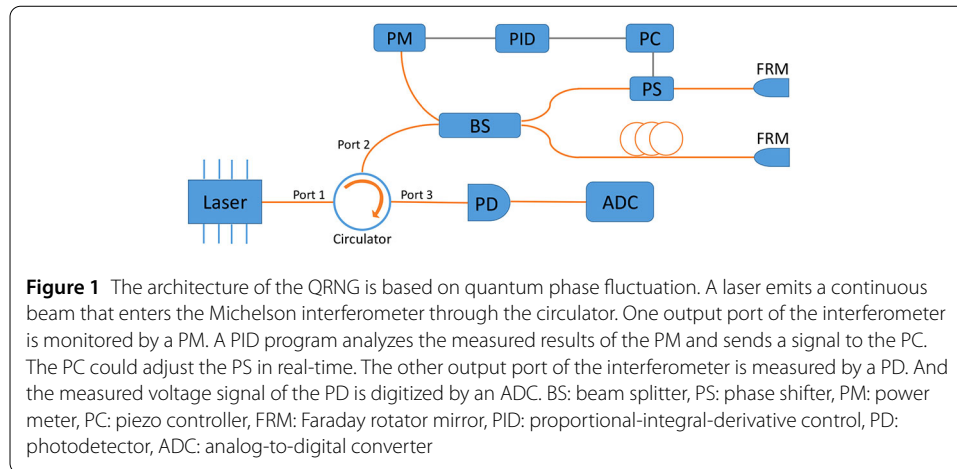 PM
PID
PC
FRM
PS
BS
FRM
Port 2
Laser
Port 1
Port 3
PD
ADC
Circulator
Figure 1 The architecture of the QRNG is based on quantum phase fluctuation. A laser emits a continuous
beam that enters the Michelson interferometer through the circulator. One output port of the interferometer
is monitored by a PM. A PID program analyzes the measured results of the PM and sends a signal to the PC.
The PC could adjust the PS in real-time. The other output port of the interferometer is measured by a PD. And
the measured voltage signal of the PD is digitized by an ADC. BS: beam splitter, PS: phase shifter, PM: power
meter, PC: piezo controller, FRM: Faraday rotator mirror, PID: proportional-integral-derivative control, PD:
photodetector, ADC: analog-to-digital converter